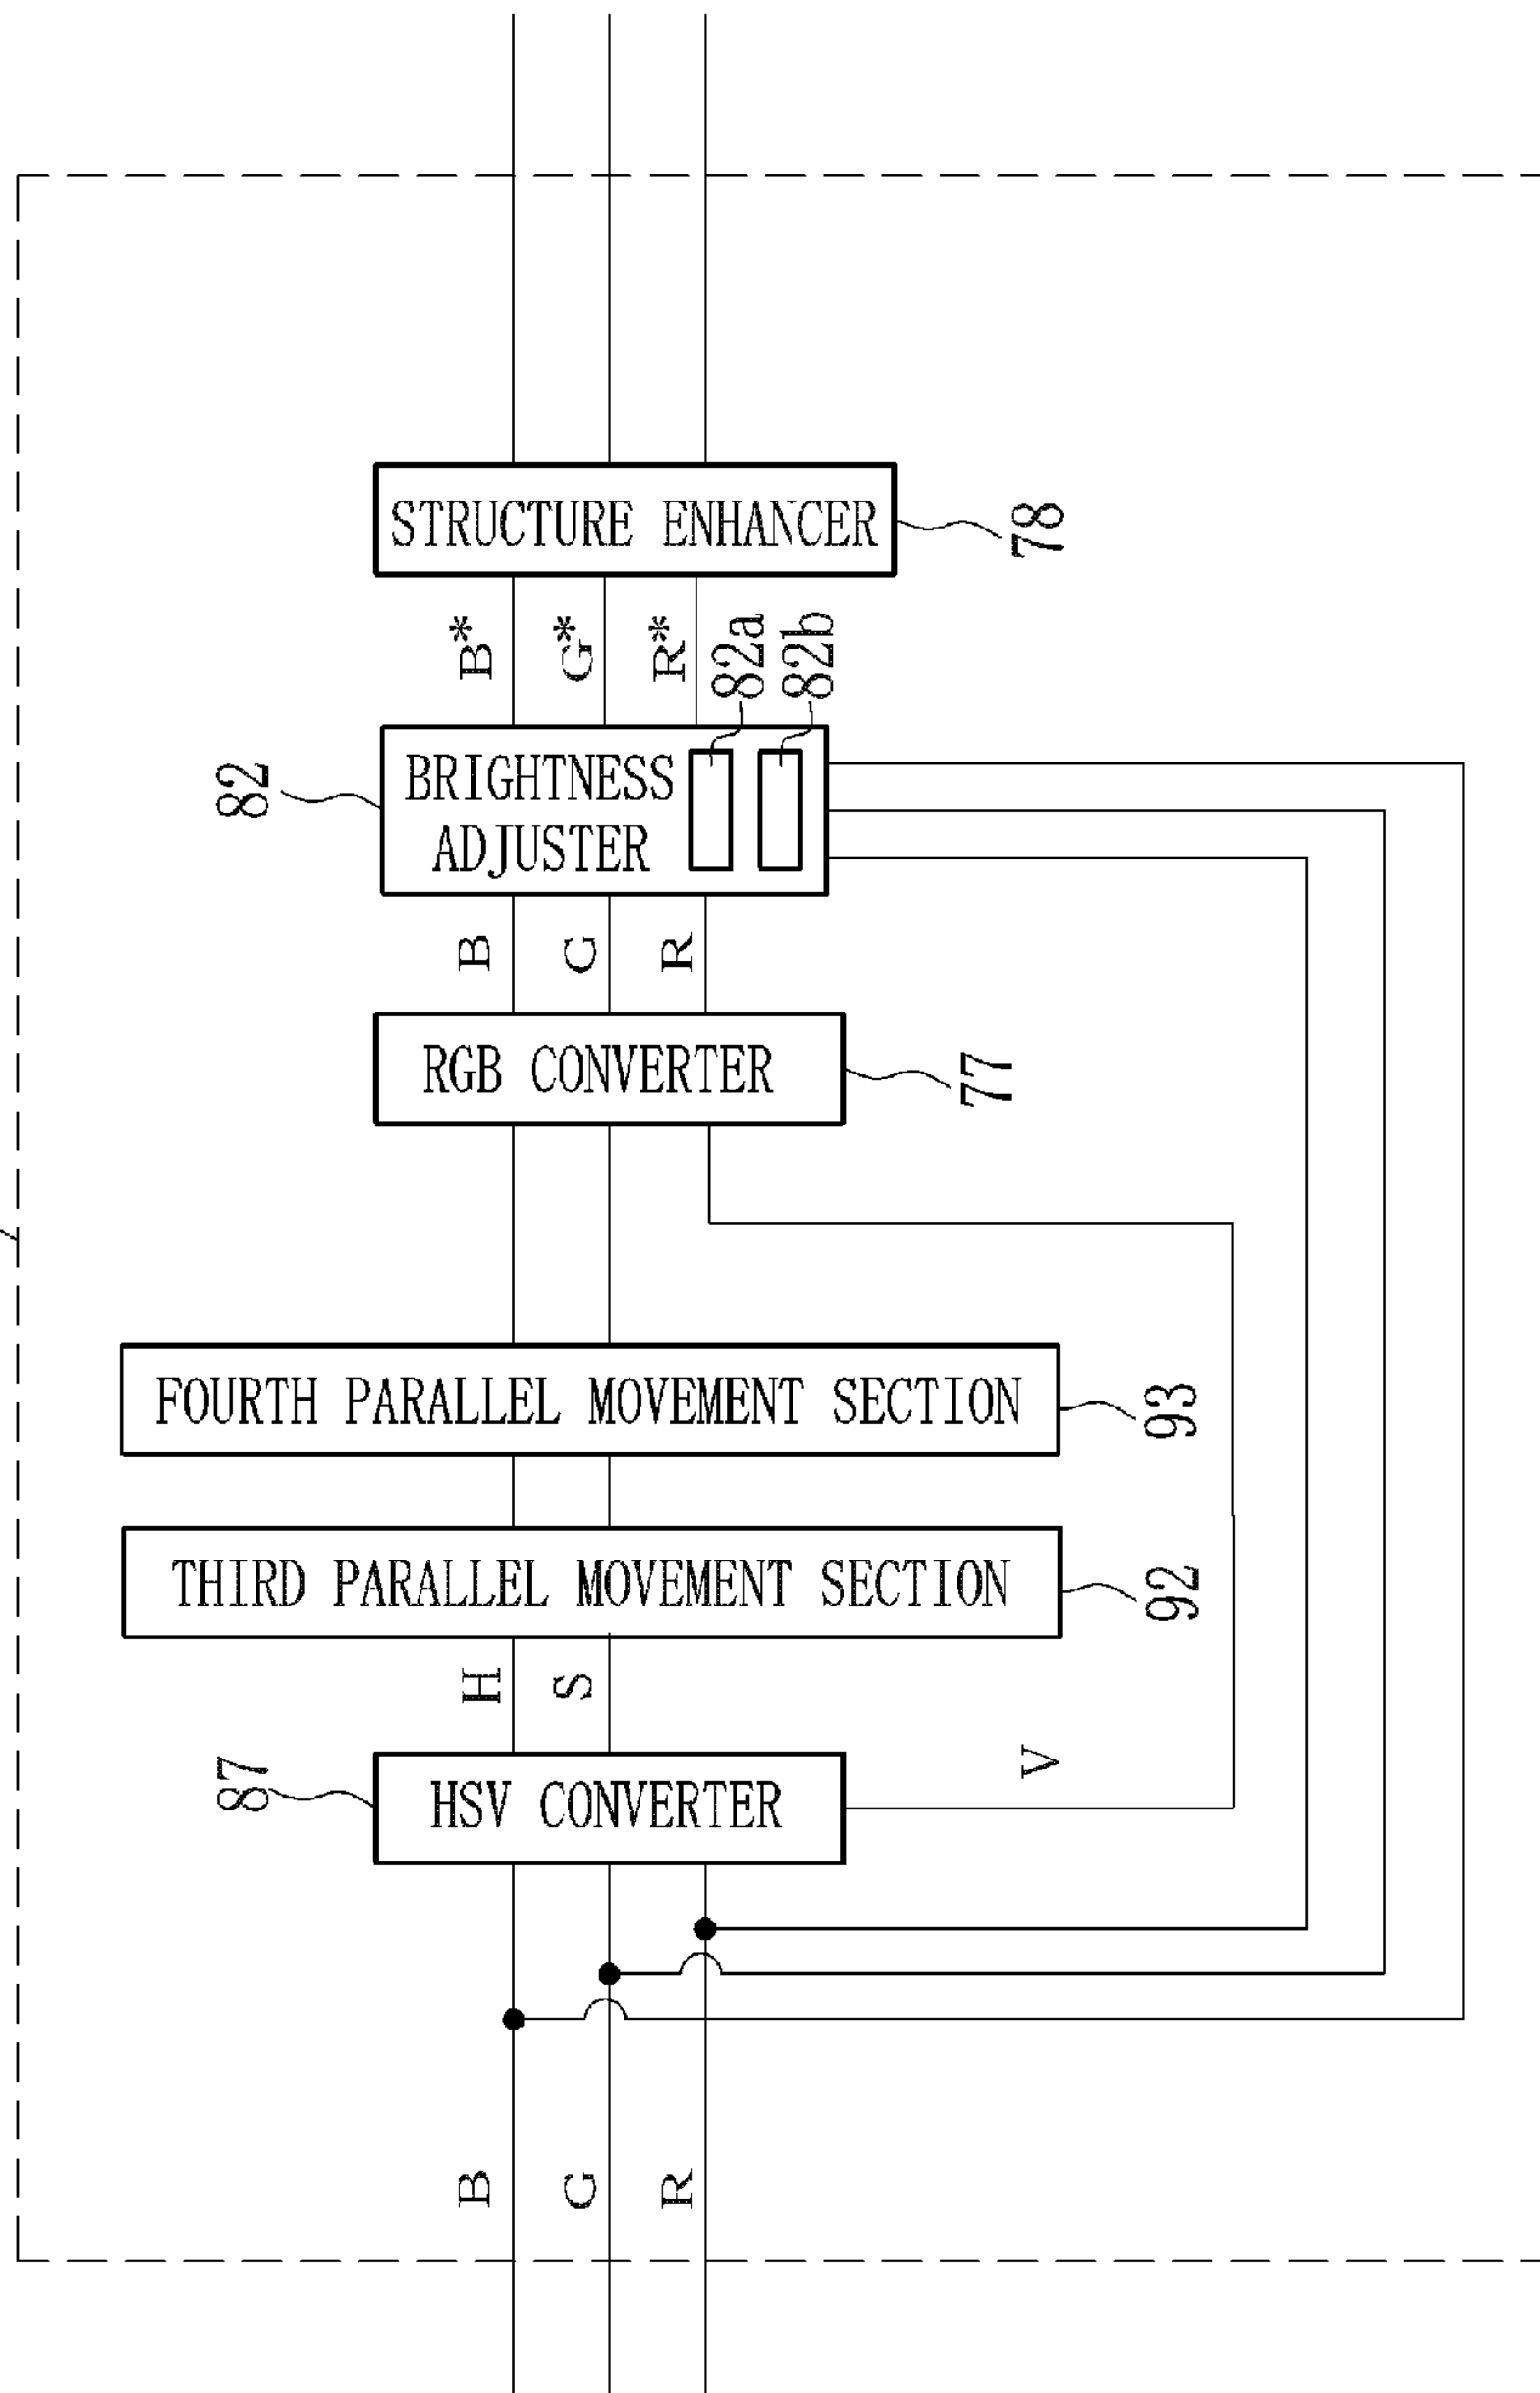 STRUCTURE ENHANCER
78
B*
G*
R*
82a
82b
82
BRIGHTNESS
ADJUSTER
B
G
R
RGB CONVERTER
77
FOURTH PARALLEL MOVEMENT SECTION
93
THIRD PARALLEL MOVEMENT SECTION
92
H
S
V
87
HSV CONVERTER
B
G
R